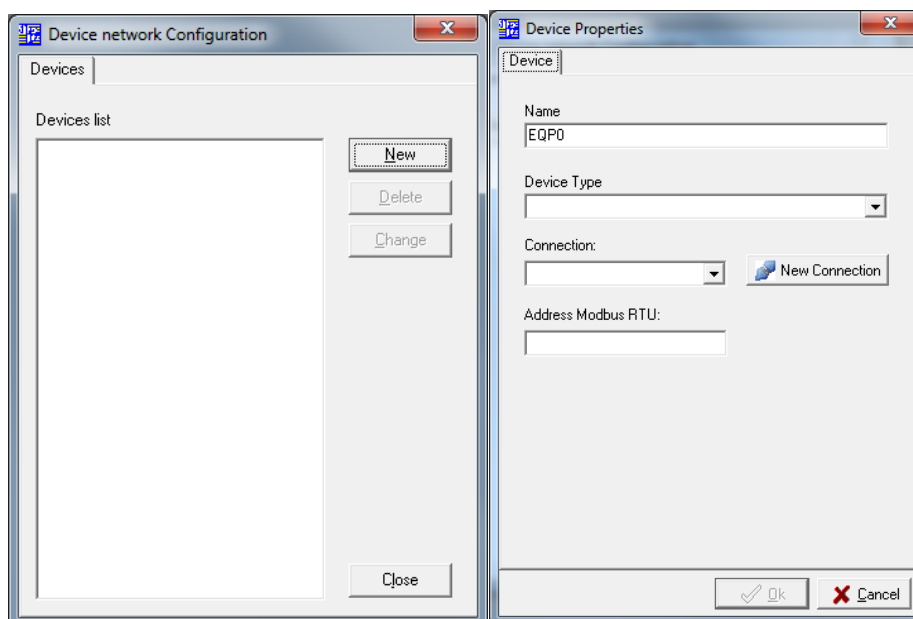 Device network Configuration
Devices
Devices list
New
Delete
Change
Close
Device Properties
Device
Name
EQP0
Device Type
Connection:
New Connection
Address Modbus RTU:
Ok
Cancel